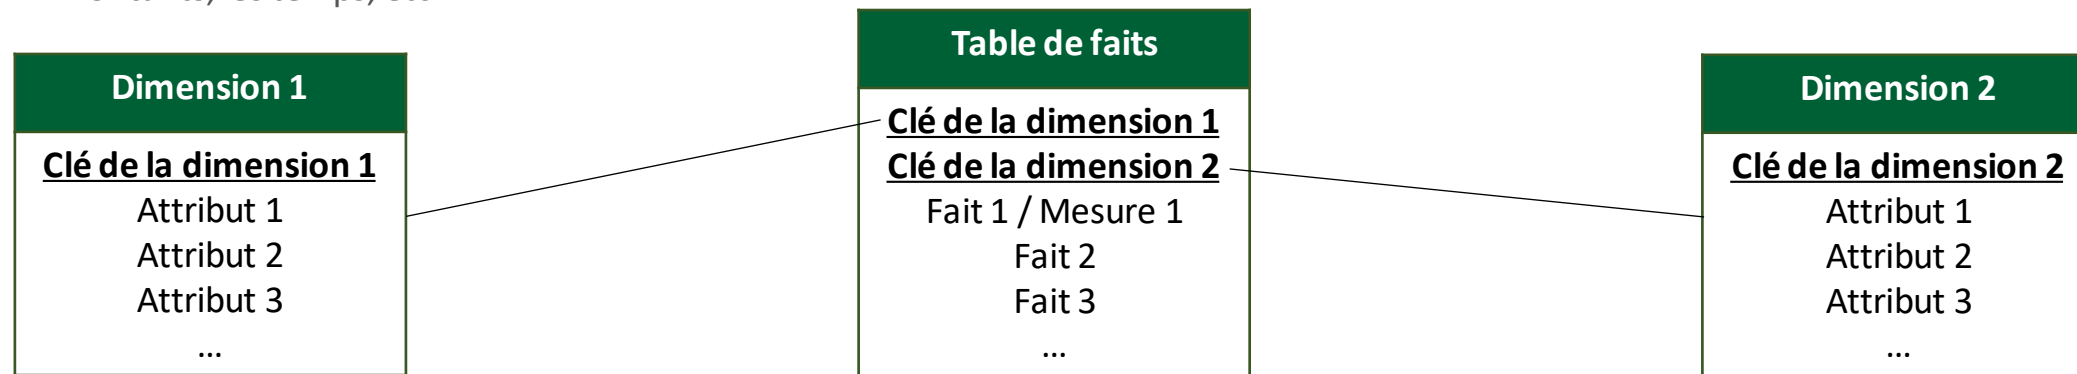 Dimension 1
Clé de la dimension 1
Attribut 1
Attribut 2
Attribut 3
...
Table de faits
Clé de la dimension 1
Clé de la dimension 2
Fait 1 / Mesure 1
Fait 2
Fait 3
...
Dimension 2
Clé de la dimension 2
Attribut 1
Attribut 2
Attribut 3
...